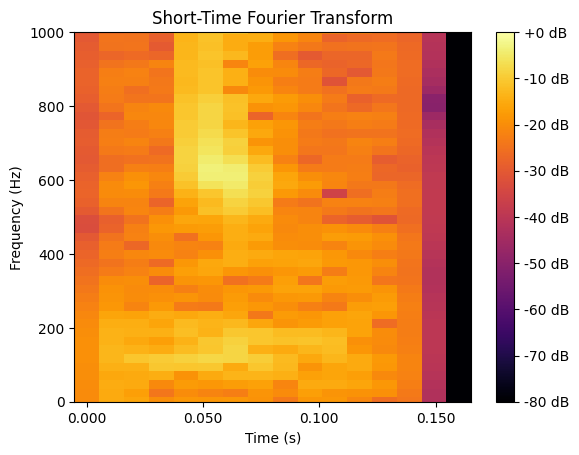 Short-Time Fourier Transform
Frequency (Hz)
1000
800
600
400
200
0
0.000
0.050
0.100
0.150
Time (s)
+0 dB
-10 dB
-20 dB
-30 dB
-40 dB
-50 dB
-60 dB
-70 dB
-80 dB